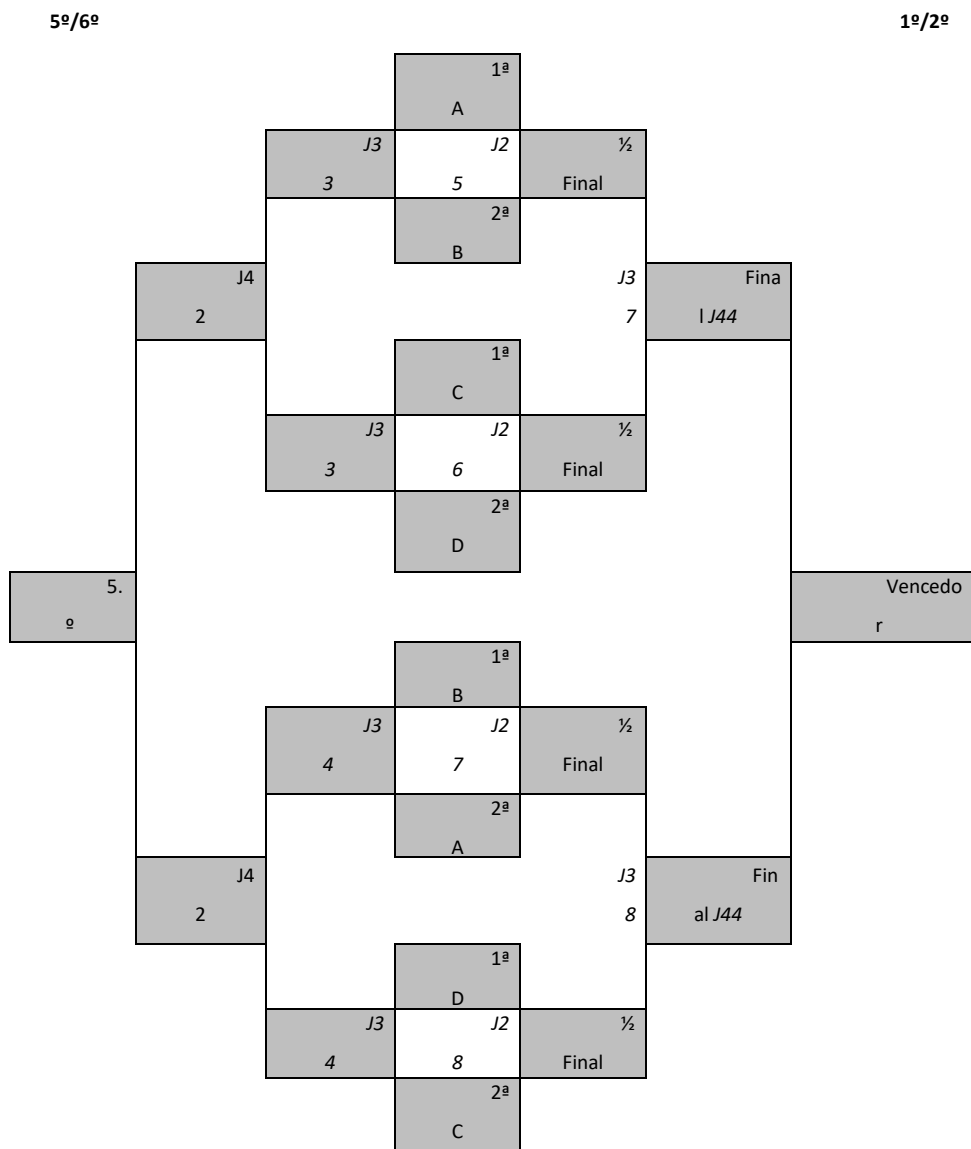 5º/6º 1º/2º
1ª
A
J3 J2 ½
3 5 Final
2ª
B
J4 J3 Fina
2 7 l J44
1ª
C
J3 J2 ½
3 6 Final
2ª
D
5. Vencedo
º r
1ª
B
J3 J2 ½
4 7 Final
2ª
A
J4 J3 Fin
2 8 al J44
1ª
D
J3 J2 ½
4 8 Final
2ª
C